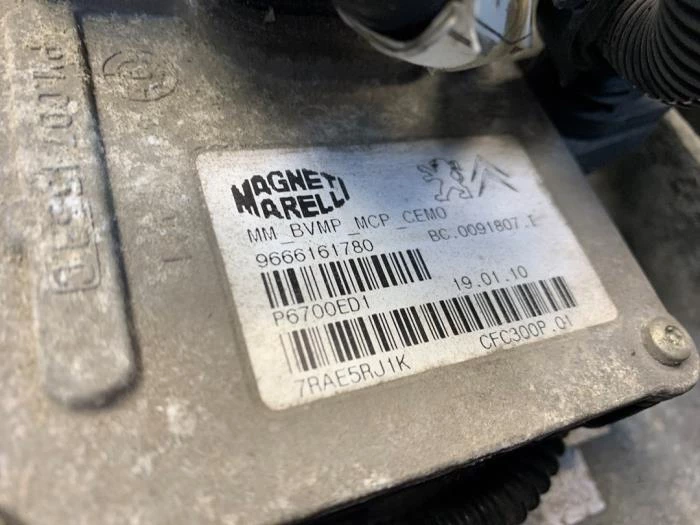 MAGNETI
MARELLI
MM_BVMP_MCP_CEMO
9666161780
BC.0091807.E
P6700ED1
19.01.10
7RAE5RJ1K
CFC300P.01